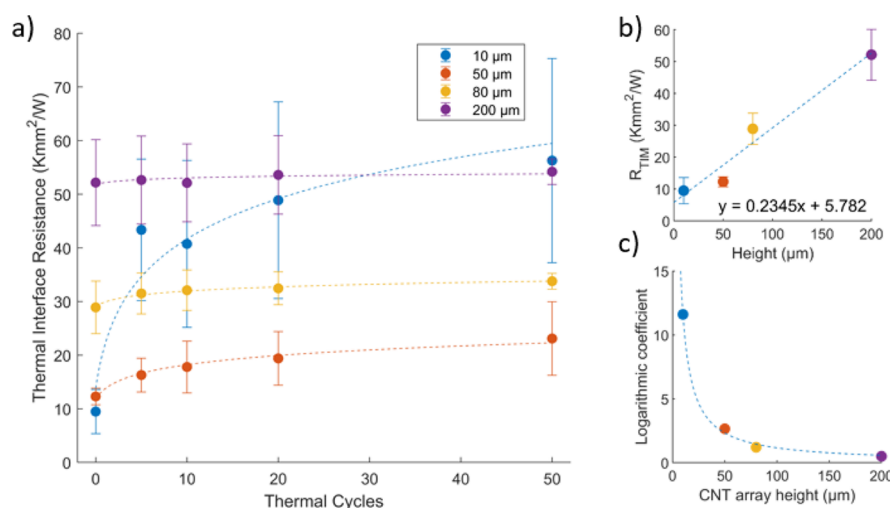 a)
Thermal Interface Resistance (Kmm²/W)
80
70
60
50
40
30
20
10
0
10 µm
50 µm
80 µm
200 µm
0
10
20
30
40
50
Thermal Cycles
b)
R_TIM (Kmm²/W)
60
50
40
30
20
10
0
y = 0.2345x + 5.782
0
50
100
150
200
Height (µm)
c)
Logarithmic coefficient
15
10
5
0
0
50
100
150
200
CNT array height (µm)